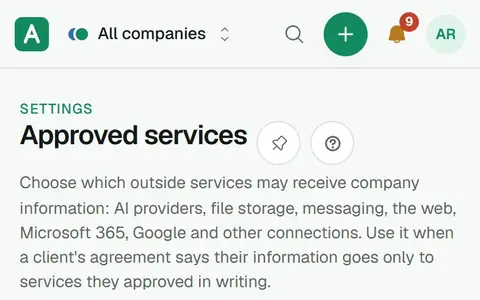 A
All companies
9
AR
SETTINGS
Approved services
Choose which outside services may receive company
information: AI providers, file storage, messaging, the web,
Microsoft 365, Google and other connections. Use it when
a client's agreement says their information goes only to
services they approved in writing.